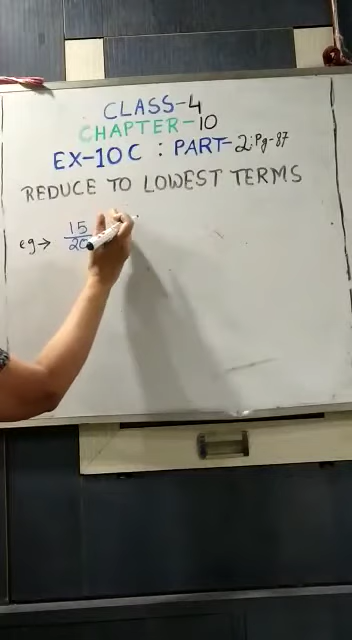 CLASS-4
CHAPTER-10
EX-10C : PART-2; Pg-87
REDUCE TO LOWEST TERMS
eg→ 15
20